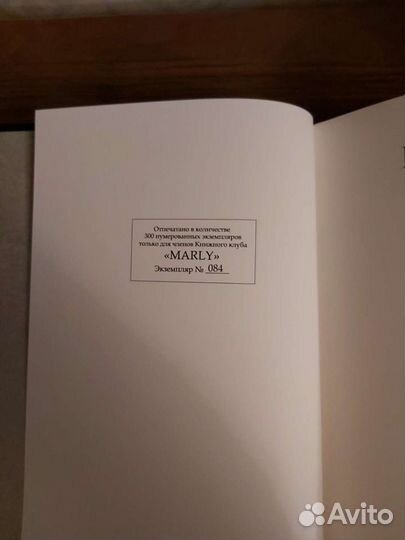 Отпечатано в количестве
300 нумерованных экземпляров
только для членов Книжного клуба
«MARLY»
Экземпляр № 084
Avito